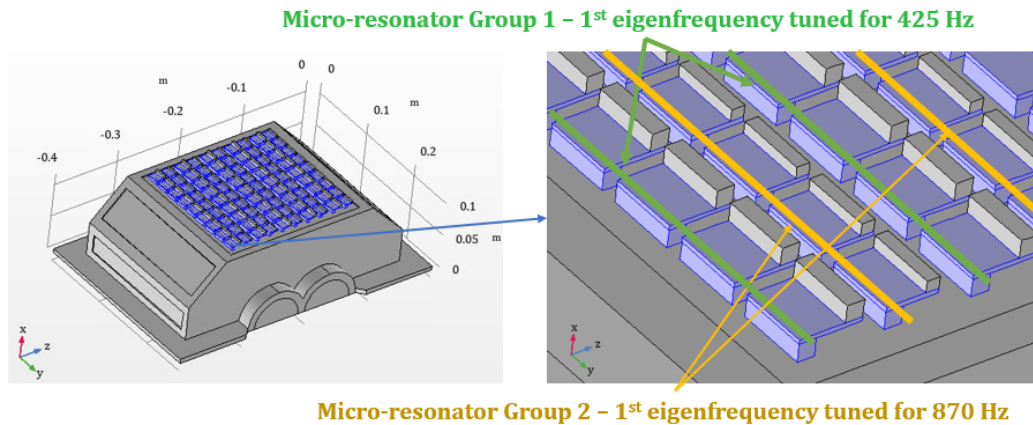 Micro-resonator Group 1 – 1st eigenfrequency tuned for 425 Hz
0
0
-0.1
m
m
-0.2
0.1
-0.3
0.2
-0.4
0.1
0.05
m
0
x
z
y
x
z
y
Micro-resonator Group 2 – 1st eigenfrequency tuned for 870 Hz